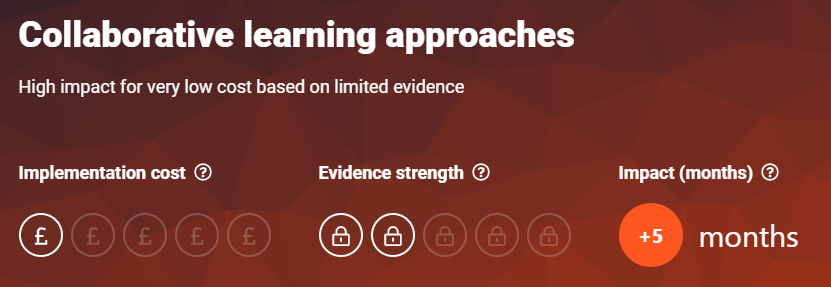 Collaborative learning approaches
High impact for very low cost based on limited evidence
Implementation cost ? Evidence strength ? Impact (months) ?
£ £ £ £ £ +5 months